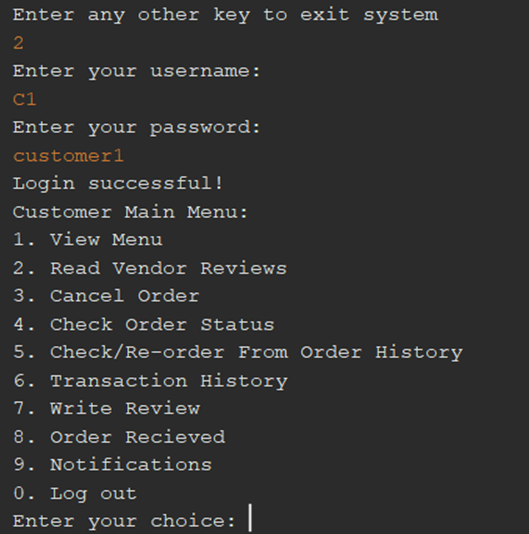 Enter any other key to exit system
2
Enter your username:
C1
Enter your password:
customer1
Login successful!
Customer Main Menu:
1. View Menu
2. Read Vendor Reviews
3. Cancel Order
4. Check Order Status
5. Check/Re-order From Order History
6. Transaction History
7. Write Review
8. Order Recieved
9. Notifications
0. Log out
Enter your choice: